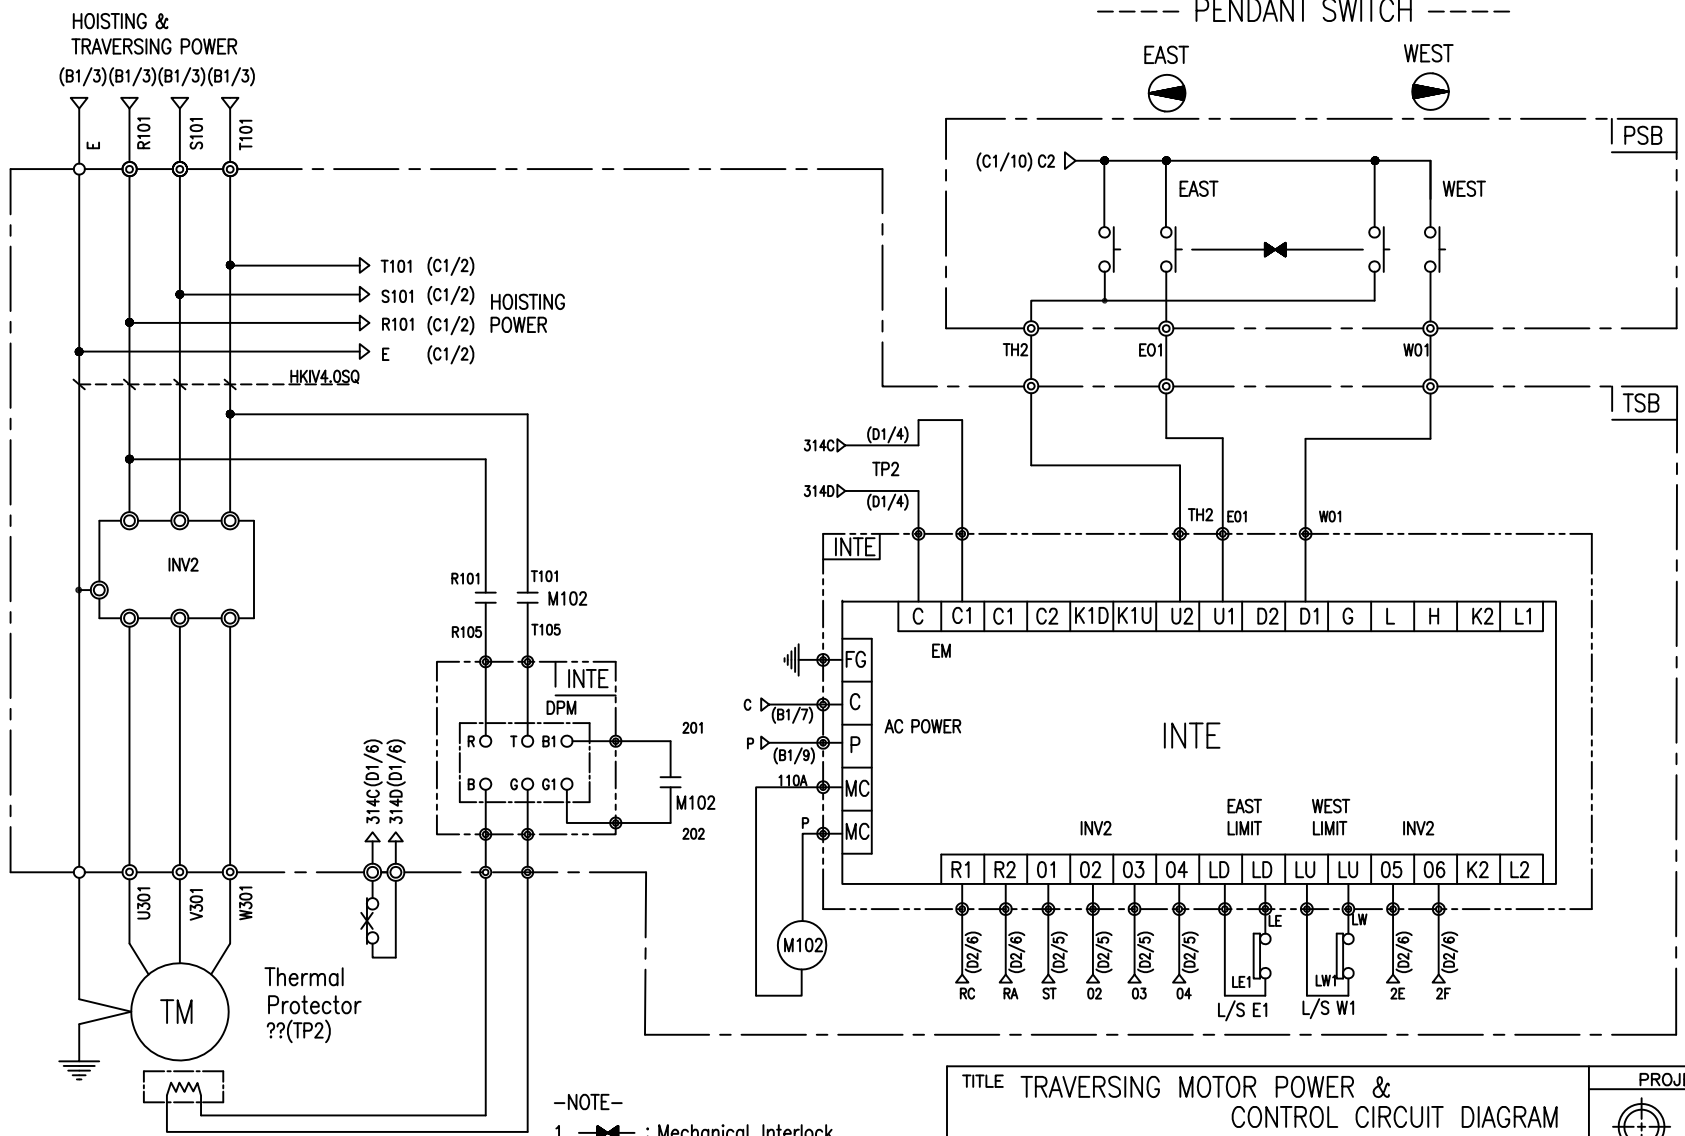 HOISTING &
TRAVERSING POWER
(B1/3)(B1/3)(B1/3)(B1/3)
E
R101
S101
T101
T101 (C1/2)
S101 (C1/2)
R101 (C1/2)
E (C1/2)
HOISTING
POWER
HKIV4.0SQ
INV2
R101
T101
M102
R105
T105
INTE
DPM
R T B1
B G G1
201
M102
202
314C(D1/6)
314D(D1/6)
U301
V301
W301
TM
Thermal
Protector
??(TP2)
---- PENDANT SWITCH ----
EAST
WEST
PSB
(C1/10) C2
EAST
WEST
TH2
E01
W01
TSB
314C
(D1/4)
TP2
314D
(D1/4)
TH2
E01
W01
INTE
C C1 C1 C2 K1D K1U U2 U1 D2 D1 G L H K2 L1
EM
FG
C
(B1/7)
C
AC POWER
P
(B1/9)
P
INTE
110A
MC
P
MC
M102
EAST
LIMIT
WEST
LIMIT
INV2
INV2
R1 R2 01 02 03 04 LD LD LU LU 05 06 K2 L2
LE
LW
(D2/6)
(D2/6)
(D2/5)
(D2/5)
(D2/5)
(D2/6)
(D2/6)
RC
RA
ST
02
03
04
LE1
LW1
2E
2F
L/S E1
L/S W1
-NOTE-
1. : Mechanical Interlock
TITLE TRAVERSING MOTOR POWER &
CONTROL CIRCUIT DIAGRAM
PROJE